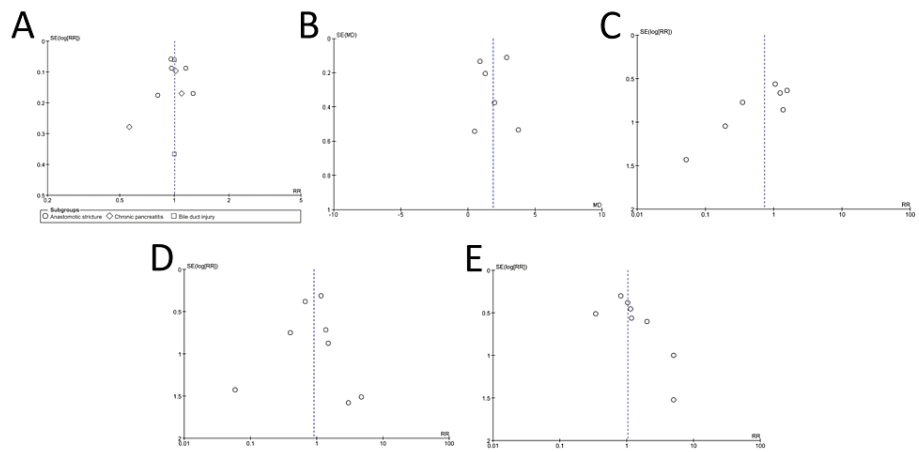 A
SE(log[RR])
0
0.1
0.2
0.3
0.4
0.5
0.2 0.5 1 2 5
RR
Subgroups
Anastomotic stricture Chronic pancreatitis Bile duct injury
B
SE(MD)
0
0.2
0.4
0.6
0.8
1
-10 -5 0 5 10
MD
C
SE(log[RR])
0
0.5
1
1.5
2
0.01 0.1 1 10 100
RR
D
SE(log[RR])
0
0.5
1
1.5
2
0.01 0.1 1 10 100
RR
E
SE(log[RR])
0
0.5
1
1.5
2
0.01 0.1 1 10 100
RR